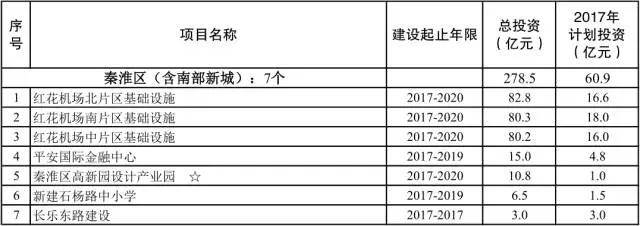 序号 项目名称 建设起止年限 总投资（亿元） 2017年计划投资（亿元）
秦淮区（含南部新城）：7个 278.5 60.9
1 红花机场北片区基础设施 2017-2020 82.8 16.6
2 红花机场南片区基础设施 2017-2020 80.3 18.0
3 红花机场中片区基础设施 2017-2020 80.2 16.0
4 平安国际金融中心 2017-2019 15.0 4.8
5 秦淮区高新园设计产业园 ☆ 2017-2020 10.8 1.0
6 新建石杨路中小学 2017-2019 6.5 1.5
7 长乐东路建设 2017-2017 3.0 3.0